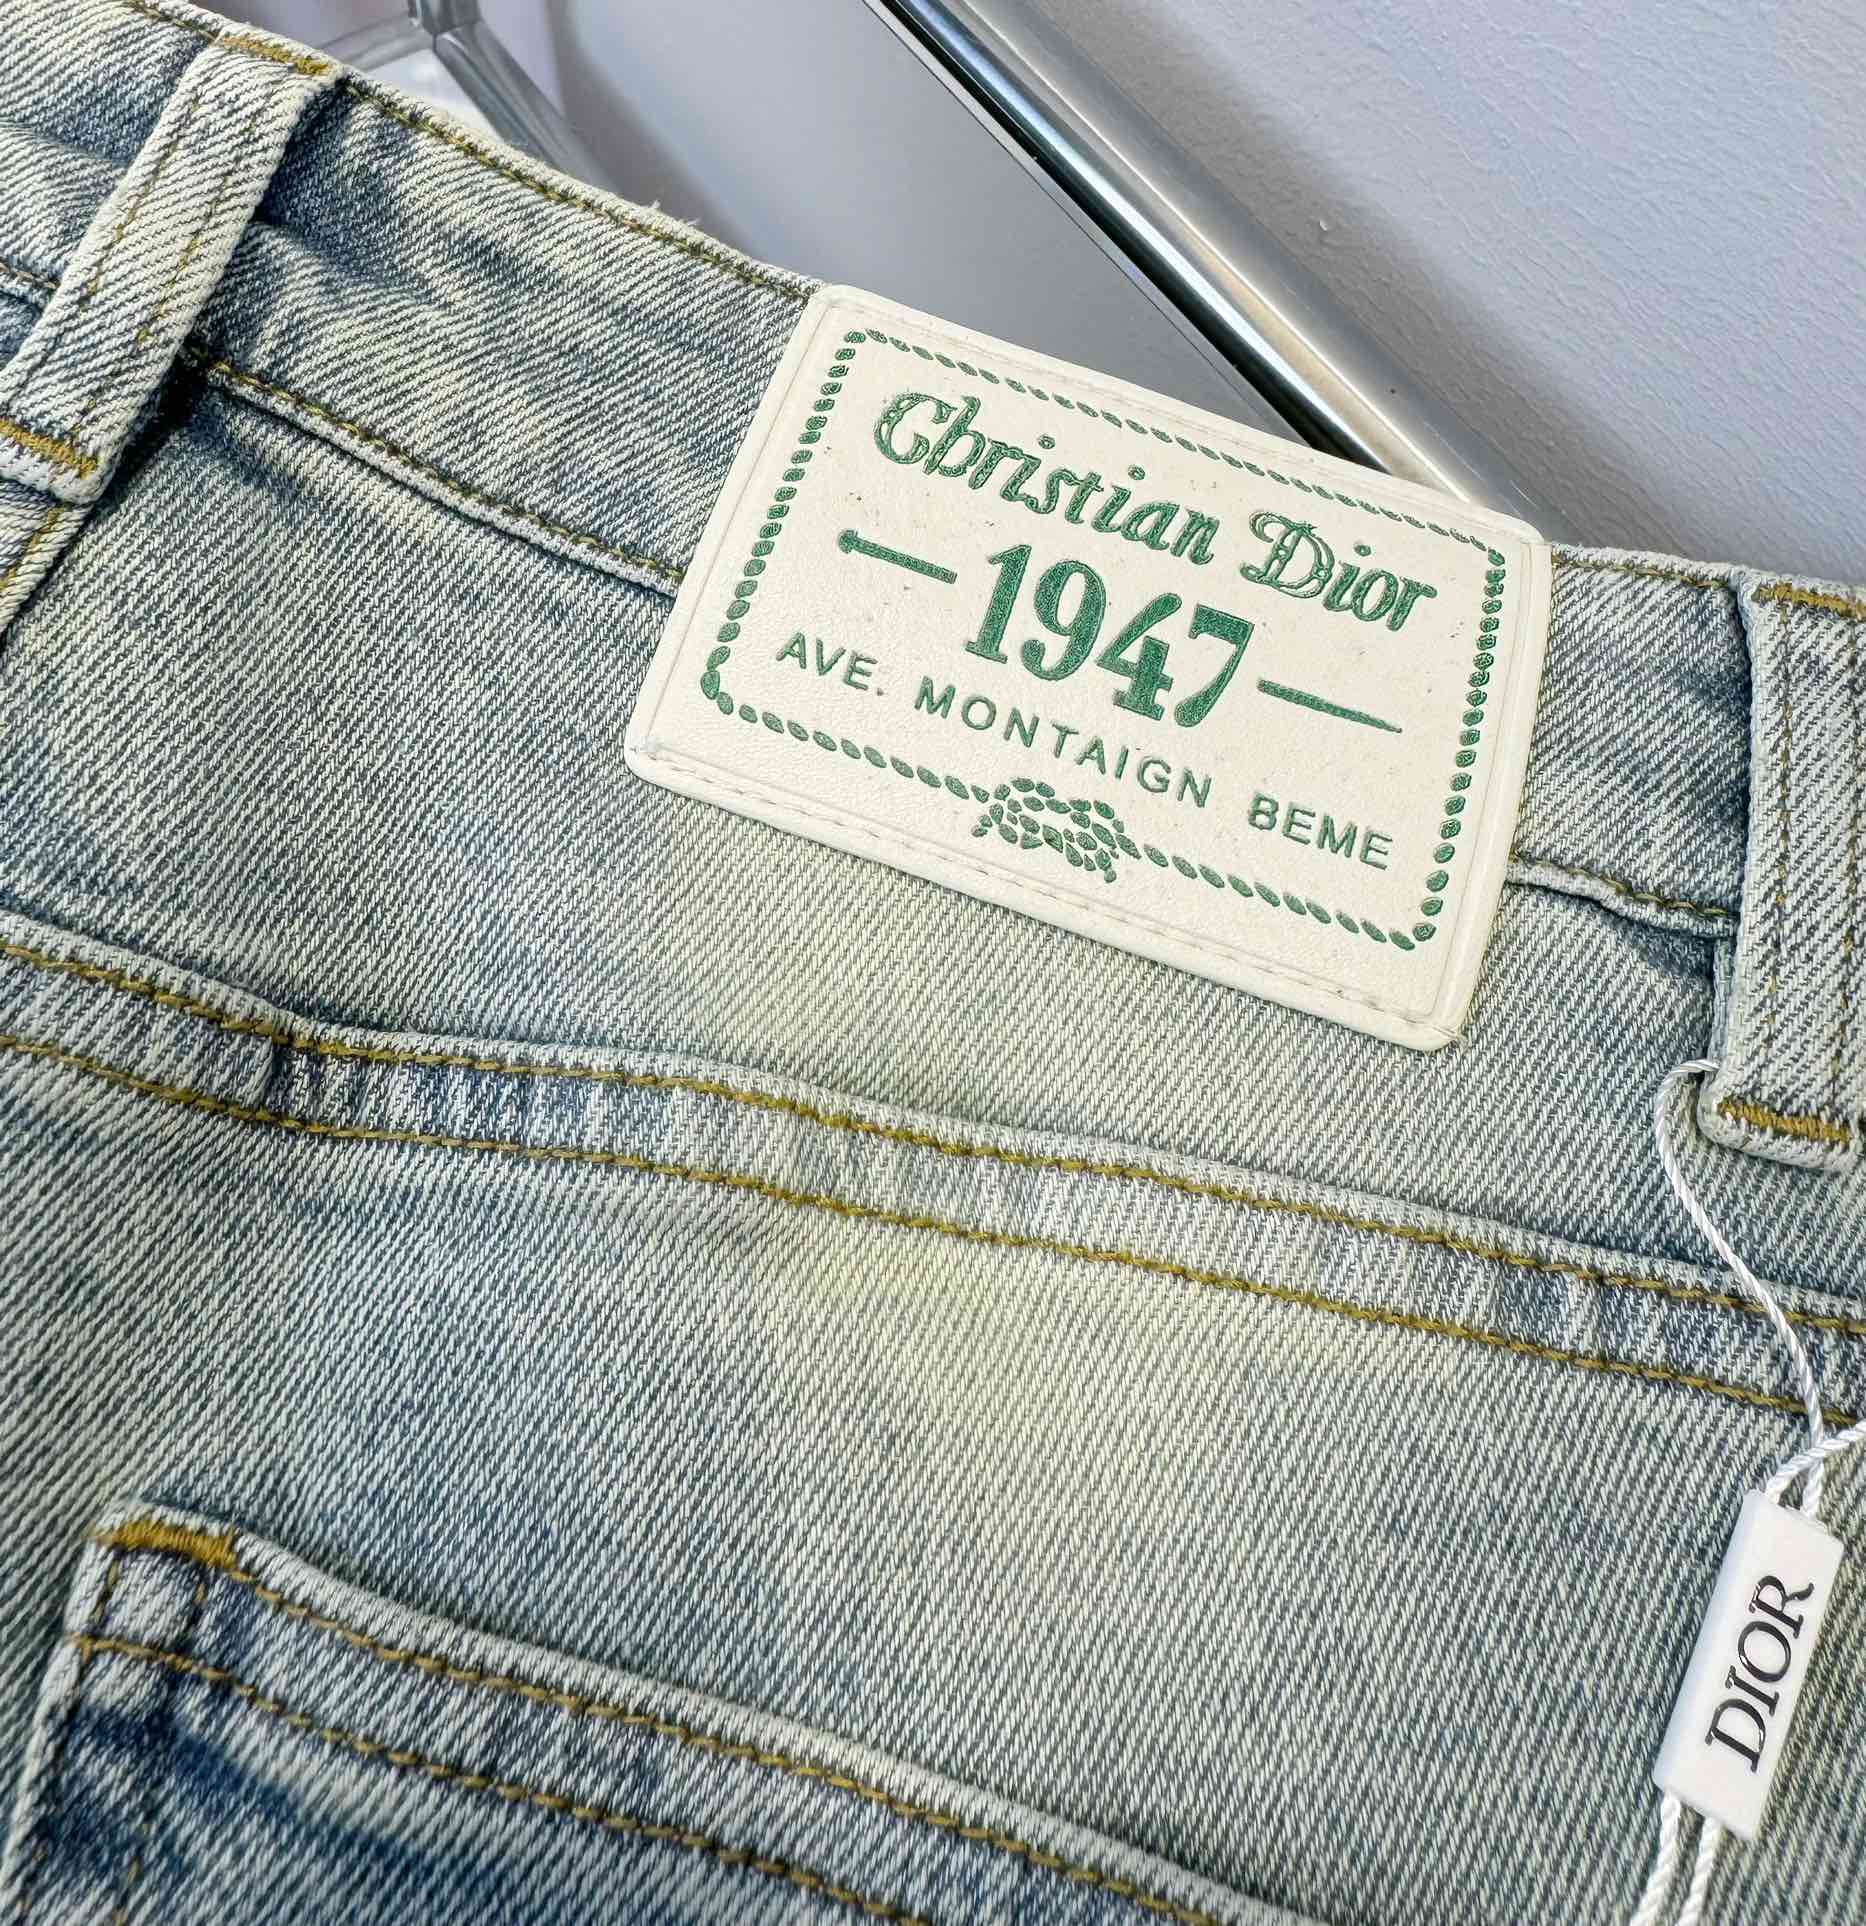 Christian Dior
1947
AVE. MONTAIGN BEME
DIOR